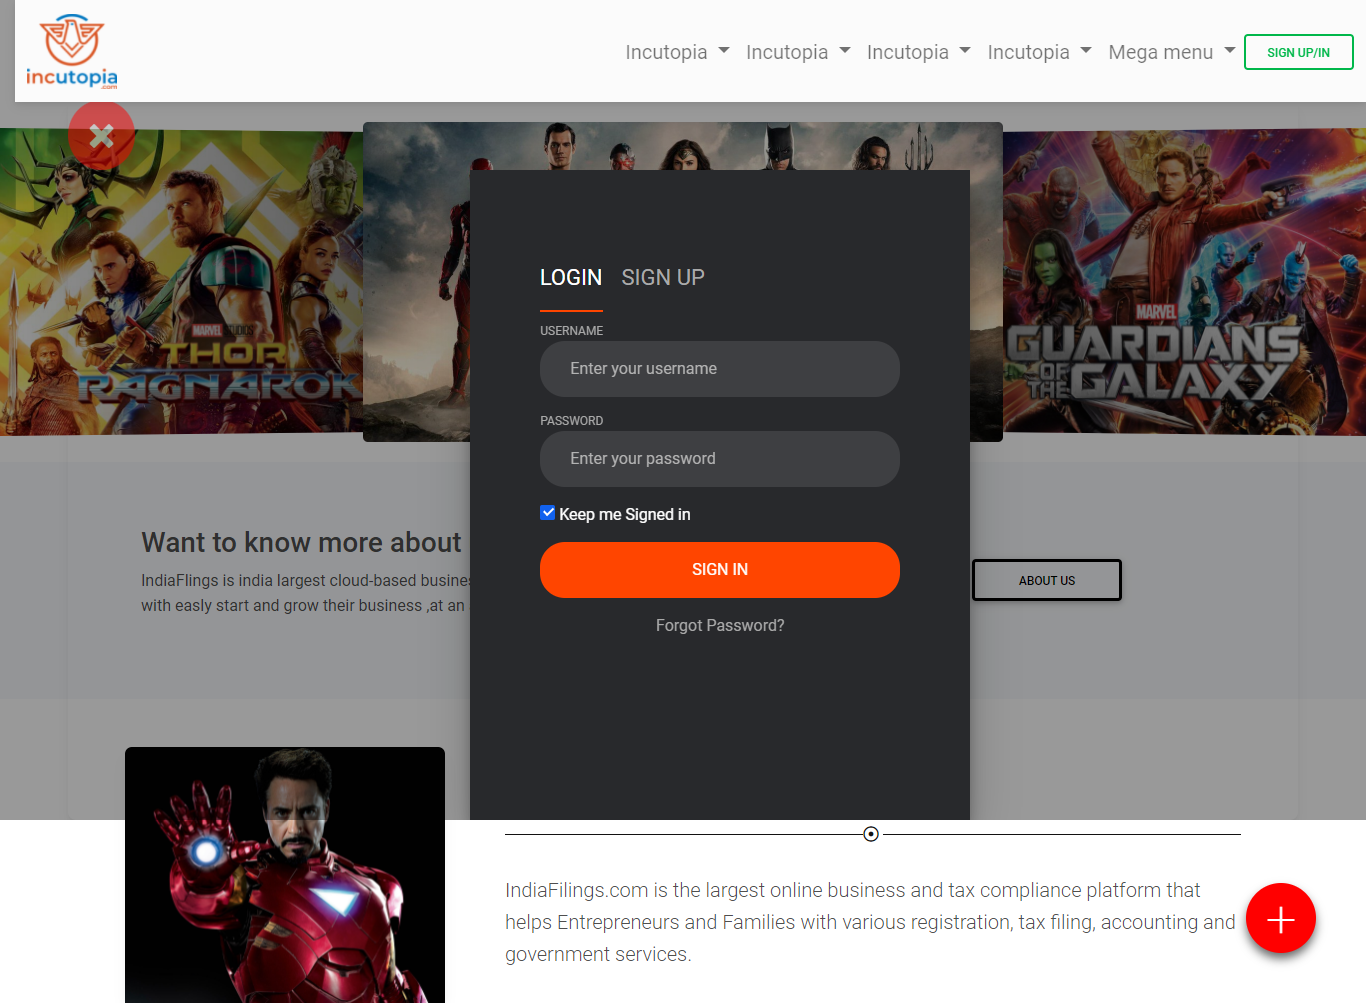 incutopia
.com
Incutopia Incutopia Incutopia Incutopia Mega menu SIGN UP/IN
MARVEL STUDIOS
THOR
RAGNAROK
MARVEL
GUARDIANS
OF THE GALAXY
LOGIN SIGN UP
USERNAME
Enter your username
PASSWORD
Enter your password
Keep me Signed in
SIGN IN
Forgot Password?
Want to know more about
IndiaFlings is india largest cloud-based busine
with easly start and grow their business ,at an
ABOUT US
IndiaFilings.com is the largest online business and tax compliance platform that
helps Entrepreneurs and Families with various registration, tax filing, accounting and
government services.